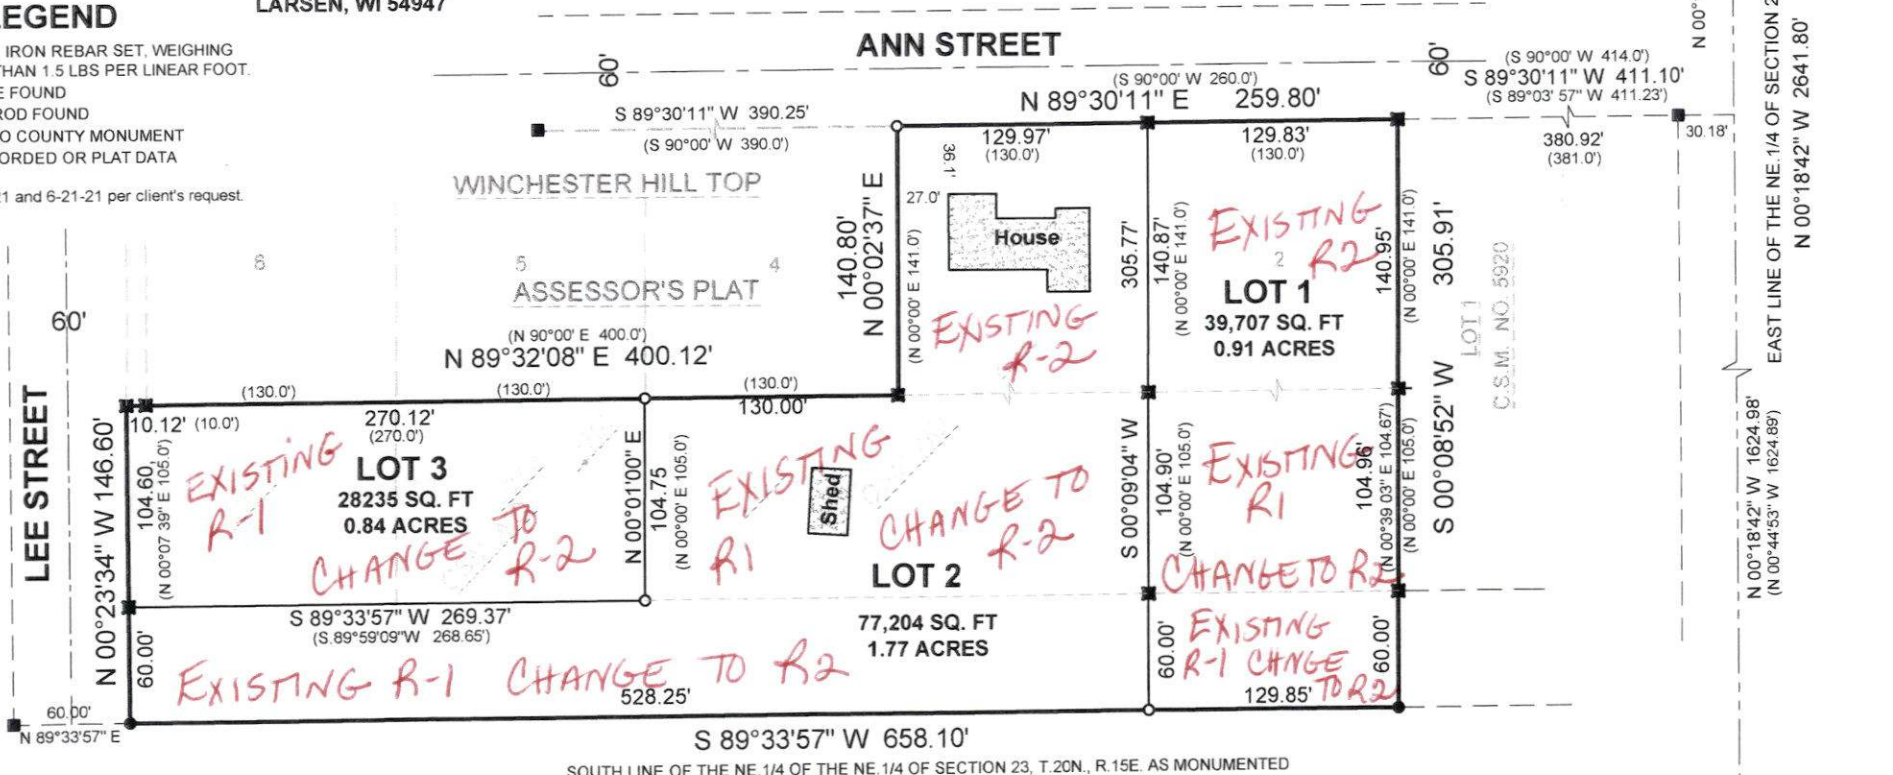 LARSEN, WI 54947
EGEND
IRON REBAR SET, WEIGHING
HAN 1.5 LBS PER LINEAR FOOT.
E FOUND
ROD FOUND
O COUNTY MONUMENT
ORDED OR PLAT DATA
1 and 6-21-21 per client's request.
ANN STREET
60'
60'
(S 90°00' W 260.0')
N 89°30'11" E 259.80'
(S 90°00' W 414.0')
S 89°30'11" W 411.10'
(S 89°03' 57" W 411.23')
S 89°30'11" W 390.25'
(S 90°00' W 390.0')
129.97'
(130.0')
129.83'
(130.0')
380.92'
(381.0')
30.18'
N 00°
EAST LINE OF THE NE.1/4 OF SECTION 2
N 00°18'42" W 2641.80'
WINCHESTER HILL TOP
6
5
4
ASSESSOR'S PLAT
(N 90°00' E 400.0')
N 89°32'08" E 400.12'
140.80'
N 00°02'37" E
(N 00°00' E 141.0')
36.1'
27.0'
House
EXISTING
R-2
305.77'
140.87'
(N 00°00' E 141.0')
EXISTING
R2
2
LOT 1
39,707 SQ. FT
0.91 ACRES
140.95'
(N 00°00' E 141.0')
305.91'
S 00°08'52" W
LOT 1
C.S.M. NO. 5920
60'
LEE STREET
N 00°23'34" W 146.60'
(130.0')
(130.0')
(130.0')
10.12' (10.0')
270.12'
(270.0')
130.00'
104.60'
(N 00°07 39" E 105.0')
EXISTING
R-1
LOT 3
28235 SQ. FT
0.84 ACRES
CHANGE TO
R-2
N 00°01'00" E
104.75
(N 00°00' E 105.0')
EXISTING
R1
Shed
CHANGE TO
R-2
LOT 2
77,204 SQ. FT
1.77 ACRES
S 00°09'04" W
104.90'
(N 00°00' E 105.0')
EXISTING
R1
CHANGE TO R2
104.96'
(N 00°39 03" E 104.67')
(N 00°00' E 105.0')
N 00°18'42" W 1624.98'
(N 00°44'53" W 1624.89')
S 89°33'57" W 269.37'
(S.89°59'09"W 268.65')
60.00'
EXISTING R-1 CHANGE TO R2
528.25'
60.00'
EXISTING
R-1 CHNGE
TO R2
60.00'
129.85'
60.00'
N 89°33'57" E
S 89°33'57" W 658.10'
SOUTH LINE OF THE NE.1/4 OF THE NE.1/4 OF SECTION 23, T.20N., R.15E. AS MONUMENTED